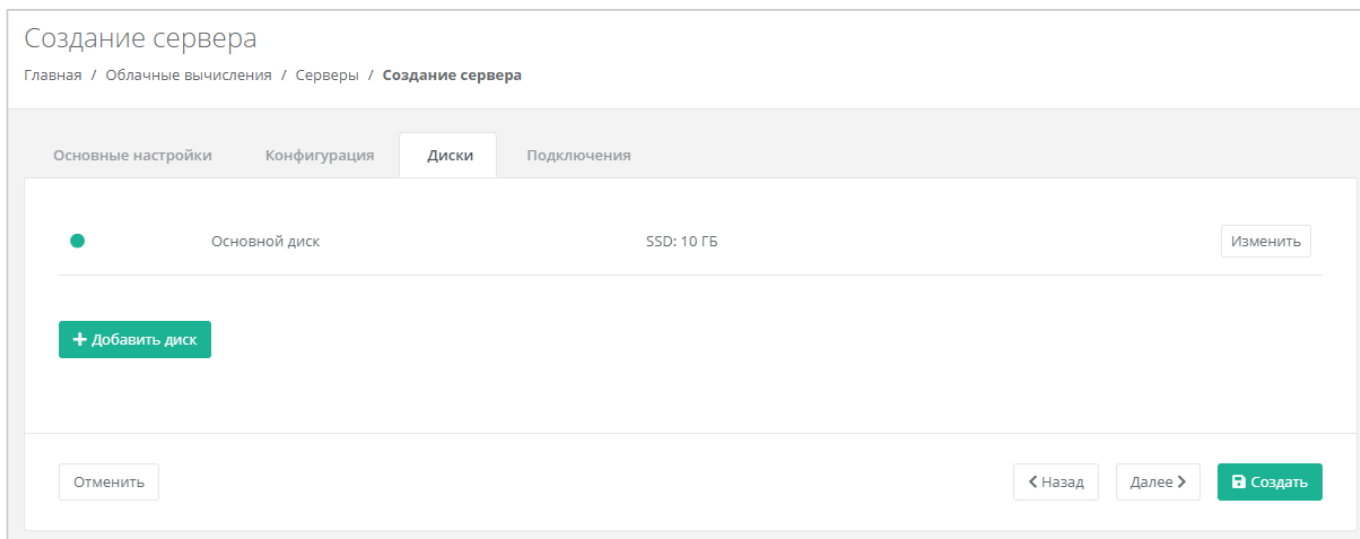 Создание сервера
Главная / Облачные вычисления / Серверы / Создание сервера
Основные настройки Конфигурация Диски Подключения
Основной диск SSD: 10 ГБ Изменить
+ Добавить диск
Отменить Назад Далее Создать